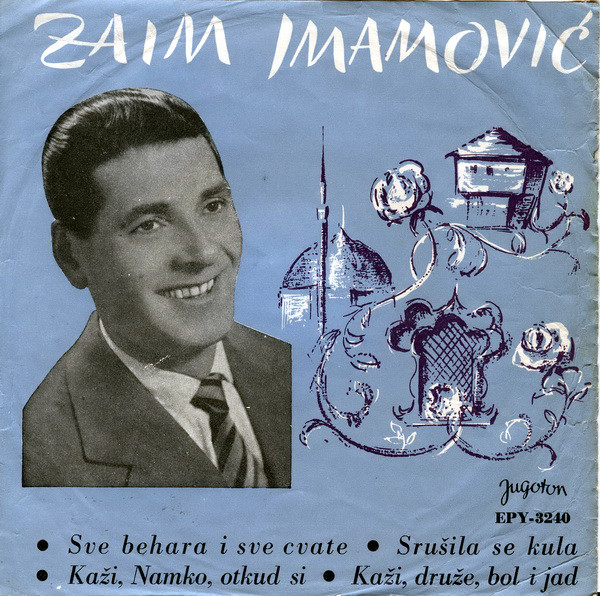 ZAIM IMAMOVIĆ
Jugoton
EPY-3240
• Sve behara i sve cvate • Srušila se kula
• Kaži, Namko, otkud si • Kaži, druže, bol i jad